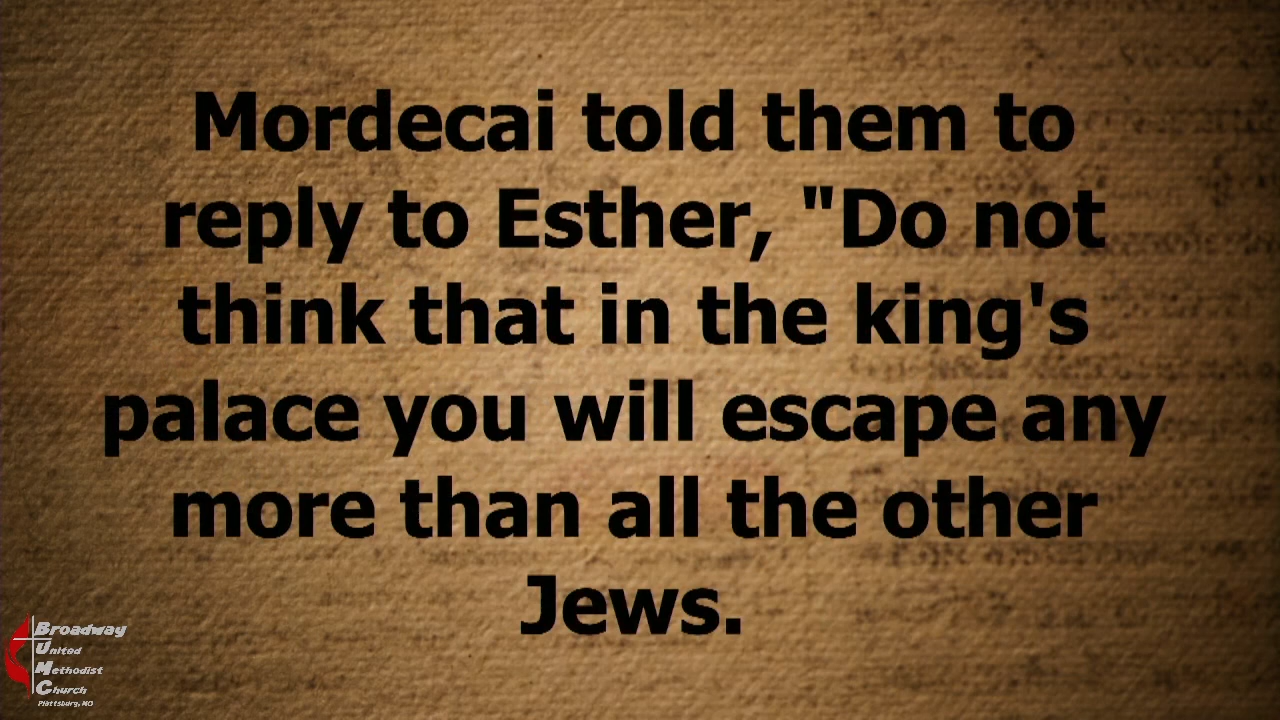 Mordecai told them to
reply to Esther, "Do not
think that in the king's
palace you will escape any
more than all the other
Jews.
Broadway
United
Methodist
Church
Plattsburg, MO